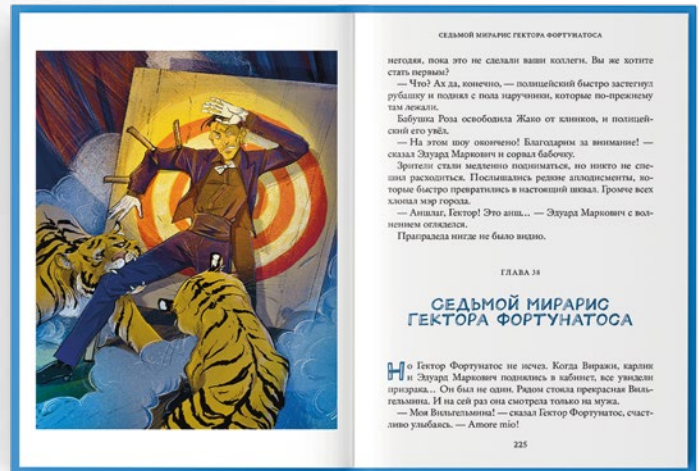 СЕДЬМОЙ МИРАРИС ГЕКТОРА ФОРТУНАТОСА
негодяя, пока это не сделали ваши коллеги. Вы же хотите
стать первым?
— Что? Ах да, конечно, — полицейский быстро застегнул
рубашку и поднял с пола наручники, которые по-прежнему
там лежали.
Бабушка Роза освободила Жако от клинков, и полицей-
ский его увёл.
— На этом шоу окончено! Благодарим за внимание! —
сказал Эдуард Маркович и сорвал бабочку.
Зрители стали медленно подниматься, но никто не спе-
шил расходиться. Послышались редкие аплодисменты, ко-
торые быстро превратились в настоящий шквал. Громче всех
хлопал мэр города.
— Аншлаг, Гектор! Это анш... — Эдуард Маркович с вол-
нением огляделся.
Прапрадеда нигде не было видно.
ГЛАВА 38
СЕДЬМОЙ МИРАРИС
ГЕКТОРА ФОРТУНАТОСА
Но Гектор Фортунатос не исчез. Когда Виражи, карлик
и Эдуард Маркович поднялись в кабинет, все увидели
призрака... Он был не один. Рядом стояла прекрасная Виль-
гельмина. И на сей раз она смотрела только на мужа.
— Моя Вильгельмина! — сказал Гектор Фортунатос, счаст-
ливо улыбаясь. — Amore mio!
225